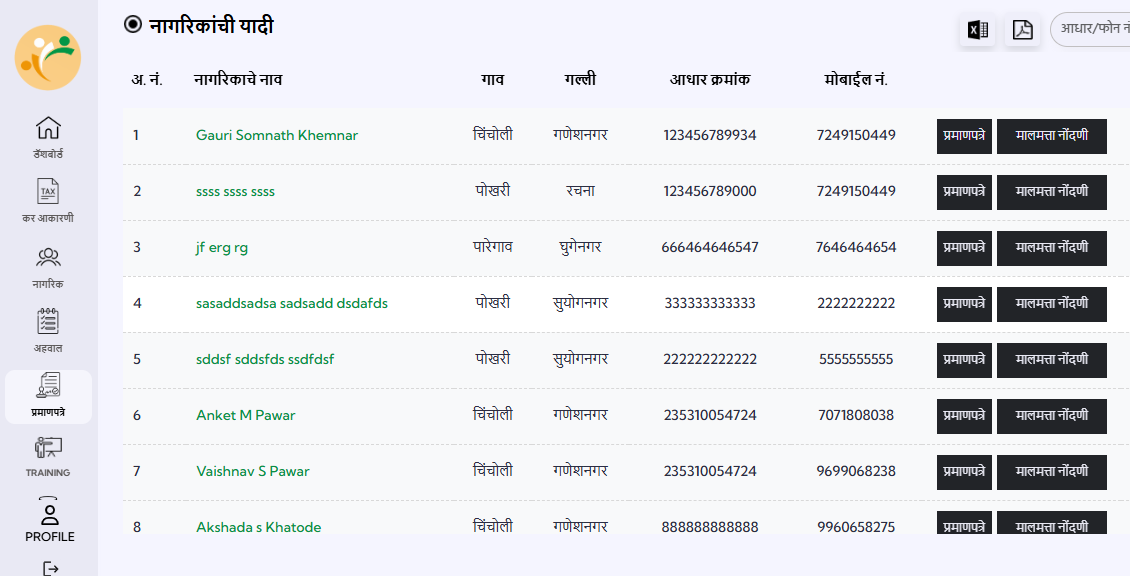 नागरिकांची यादी
आधार/फोन नं
अ. नं. नागरिकाचे नाव गाव गल्ली आधार क्रमांक मोबाईल नं.
1 Gauri Somnath Khemnar चिंचोली गणेशनगर 123456789934 7249150449 प्रमाणपत्रे मालमत्ता नोंदणी
2 ssss ssss ssss पोखरी रचना 123456789000 7249150449 प्रमाणपत्रे मालमत्ता नोंदणी
3 jf erg rg पारेगाव घुगेनगर 666464646547 7646464654 प्रमाणपत्रे मालमत्ता नोंदणी
4 sasaddsadsa sadsadd dsdafds पोखरी सुयोगनगर 333333333333 2222222222 प्रमाणपत्रे मालमत्ता नोंदणी
5 sddsf sddsfds ssdfdsf पोखरी सुयोगनगर 222222222222 5555555555 प्रमाणपत्रे मालमत्ता नोंदणी
6 Anket M Pawar चिंचोली गणेशनगर 235310054724 7071808038 प्रमाणपत्रे मालमत्ता नोंदणी
7 Vaishnav S Pawar चिंचोली गणेशनगर 235310054724 9699068238 प्रमाणपत्रे मालमत्ता नोंदणी
8 Akshada s Khatode चिंचोली गणेशनगर 888888888888 9960658275 प्रमाणपत्रे मालमत्ता नोंदणी
डॅशबोर्ड
TAX
कर आकारणी
नागरिक
अहवाल
प्रमाणपत्रे
TRAINING
PROFILE